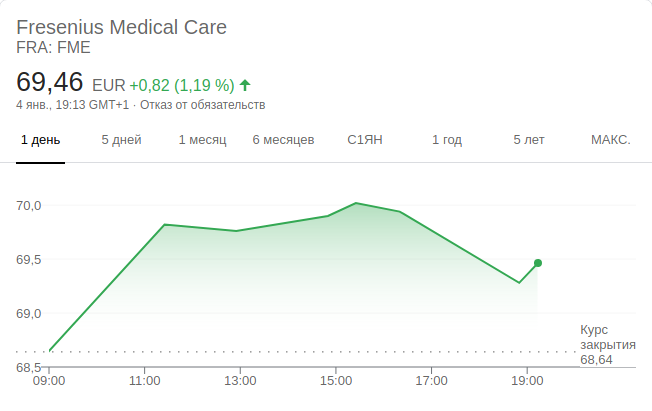 Fresenius Medical Care
FRA: FME
69,46 EUR +0,82 (1,19 %)
4 янв., 19:13 GMT+1 · Отказ от обязательств
1 день 5 дней 1 месяц 6 месяцев С1ЯН 1 год 5 лет МАКС.
70,0
69,5
69,0
68,5
Курс
закрытия
68,64
09:00 11:00 13:00 15:00 17:00 19:00